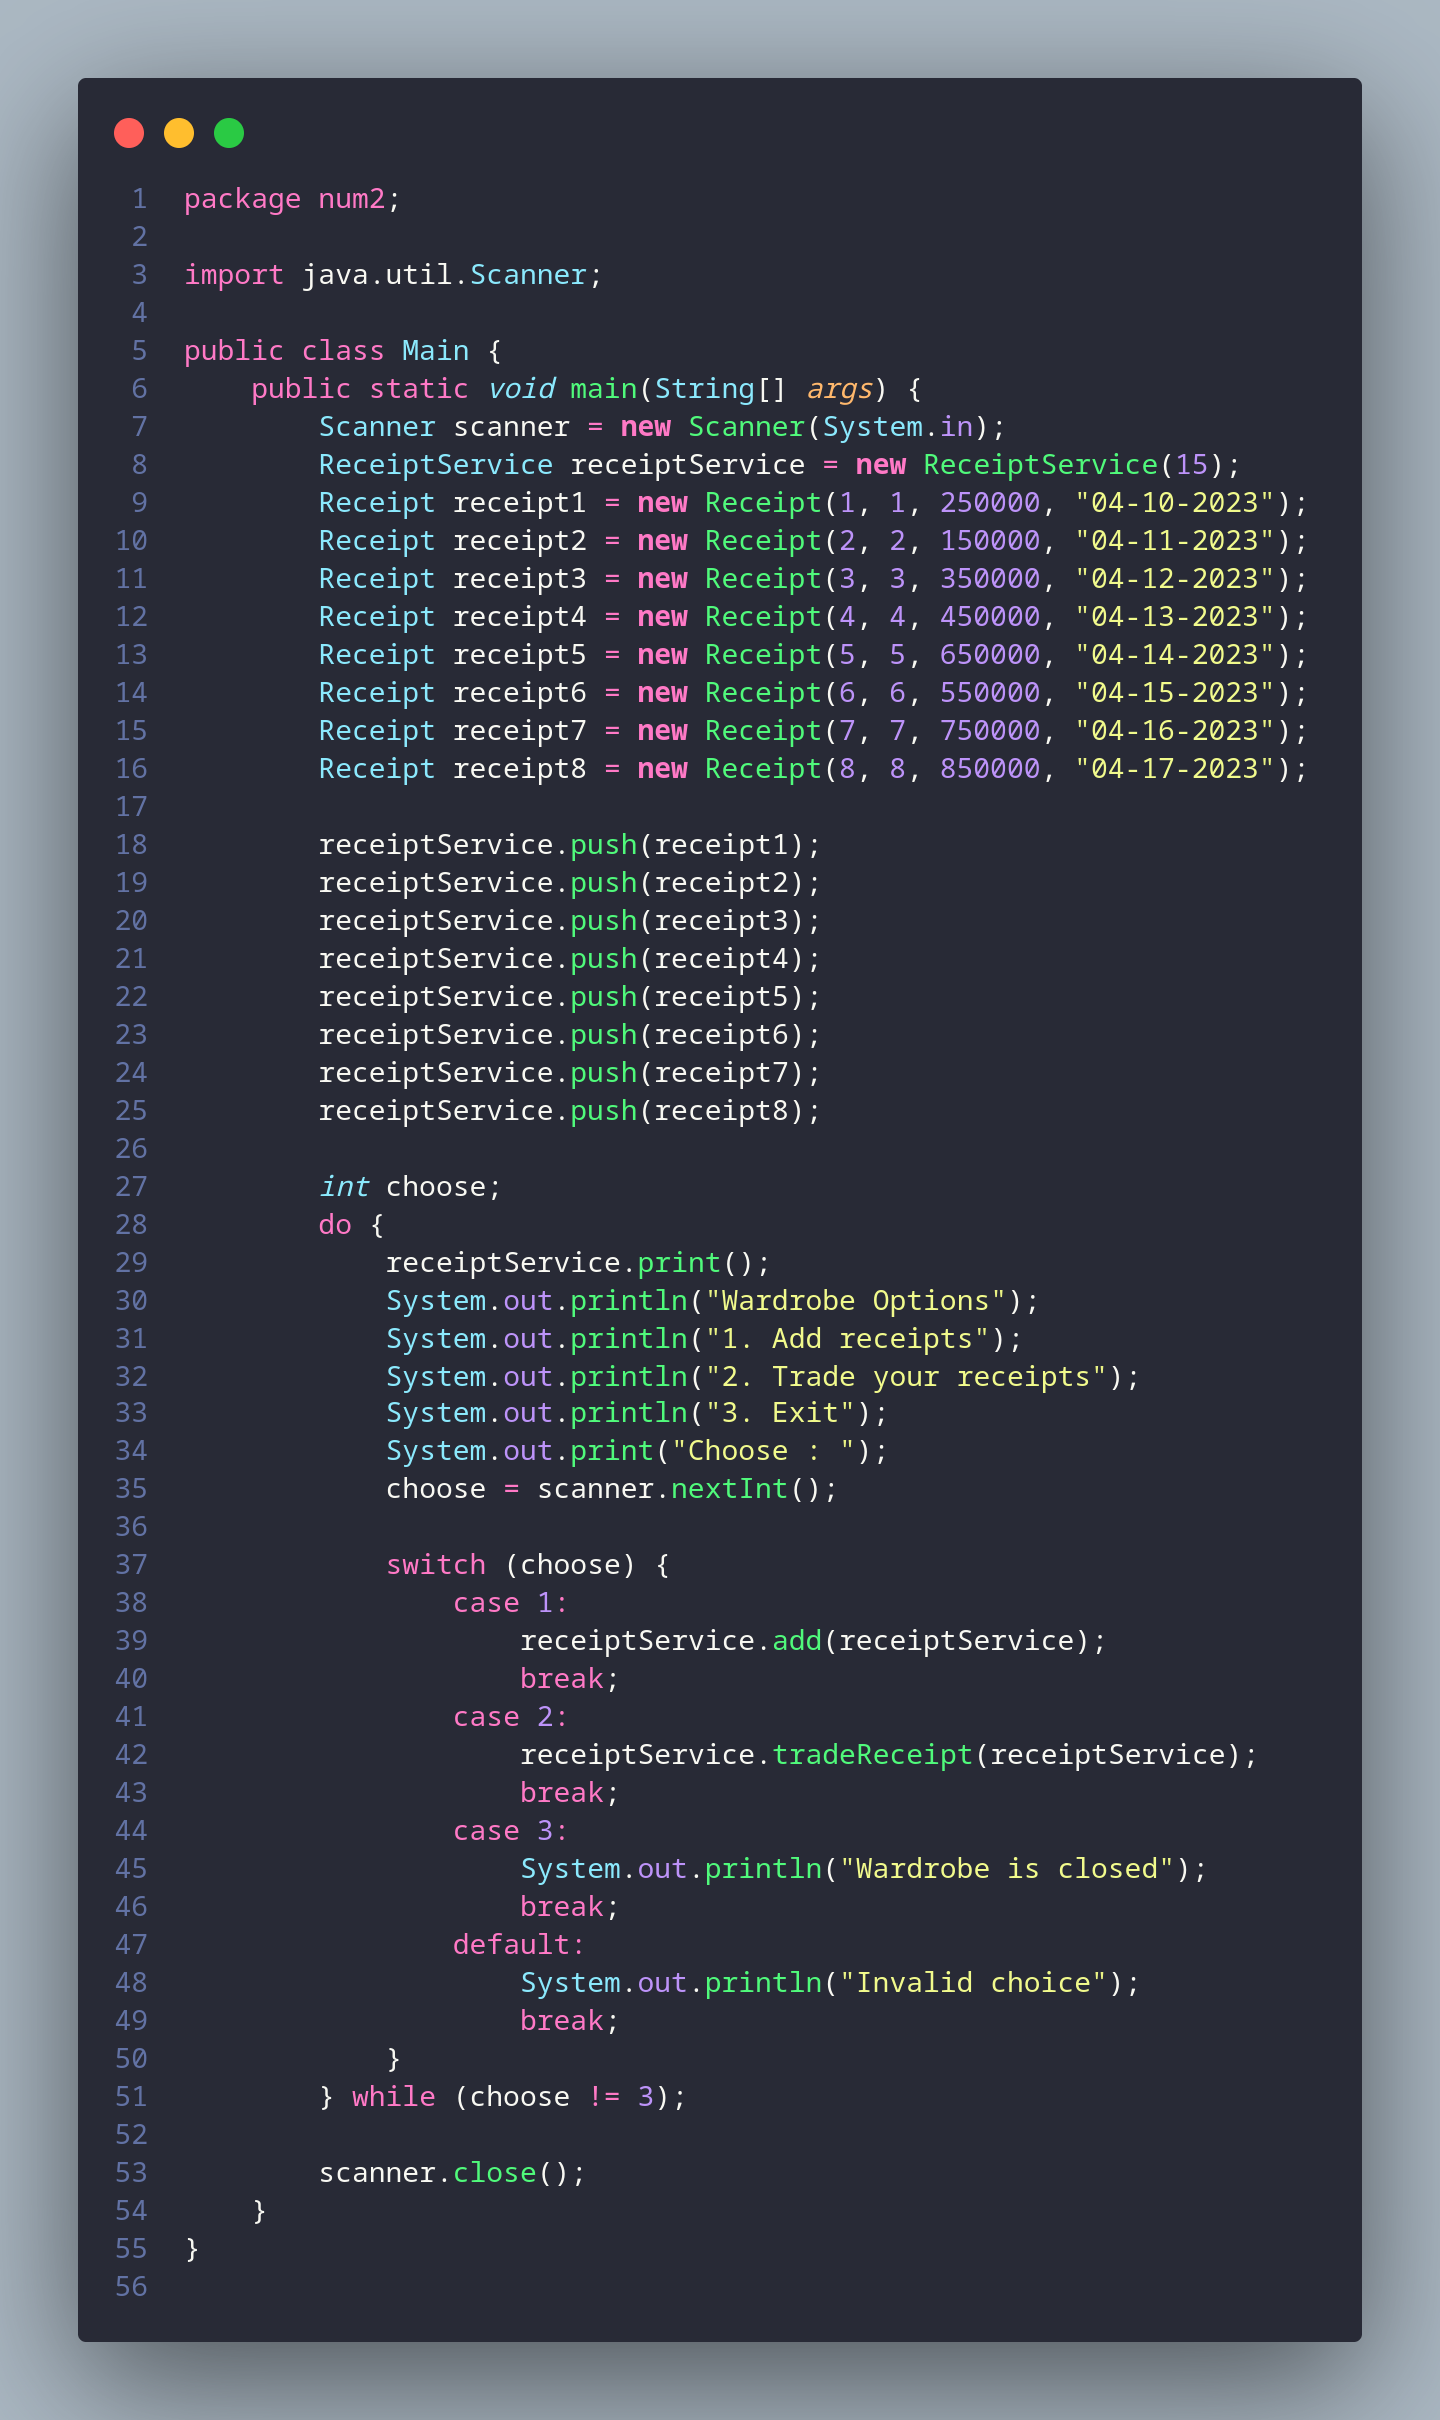 1 package num2;
2
3 import java.util.Scanner;
4
5 public class Main {
6     public static void main(String[] args) {
7         Scanner scanner = new Scanner(System.in);
8         ReceiptService receiptService = new ReceiptService(15);
9         Receipt receipt1 = new Receipt(1, 1, 250000, "04-10-2023");
10         Receipt receipt2 = new Receipt(2, 2, 150000, "04-11-2023");
11         Receipt receipt3 = new Receipt(3, 3, 350000, "04-12-2023");
12         Receipt receipt4 = new Receipt(4, 4, 450000, "04-13-2023");
13         Receipt receipt5 = new Receipt(5, 5, 650000, "04-14-2023");
14         Receipt receipt6 = new Receipt(6, 6, 550000, "04-15-2023");
15         Receipt receipt7 = new Receipt(7, 7, 750000, "04-16-2023");
16         Receipt receipt8 = new Receipt(8, 8, 850000, "04-17-2023");
17
18         receiptService.push(receipt1);
19         receiptService.push(receipt2);
20         receiptService.push(receipt3);
21         receiptService.push(receipt4);
22         receiptService.push(receipt5);
23         receiptService.push(receipt6);
24         receiptService.push(receipt7);
25         receiptService.push(receipt8);
26
27         int choose;
28         do {
29             receiptService.print();
30             System.out.println("Wardrobe Options");
31             System.out.println("1. Add receipts");
32             System.out.println("2. Trade your receipts");
33             System.out.println("3. Exit");
34             System.out.print("Choose : ");
35             choose = scanner.nextInt();
36
37             switch (choose) {
38                 case 1:
39                     receiptService.add(receiptService);
40                     break;
41                 case 2:
42                     receiptService.tradeReceipt(receiptService);
43                     break;
44                 case 3:
45                     System.out.println("Wardrobe is closed");
46                     break;
47                 default:
48                     System.out.println("Invalid choice");
49                     break;
50             }
51         } while (choose != 3);
52
53         scanner.close();
54     }
55 }
56